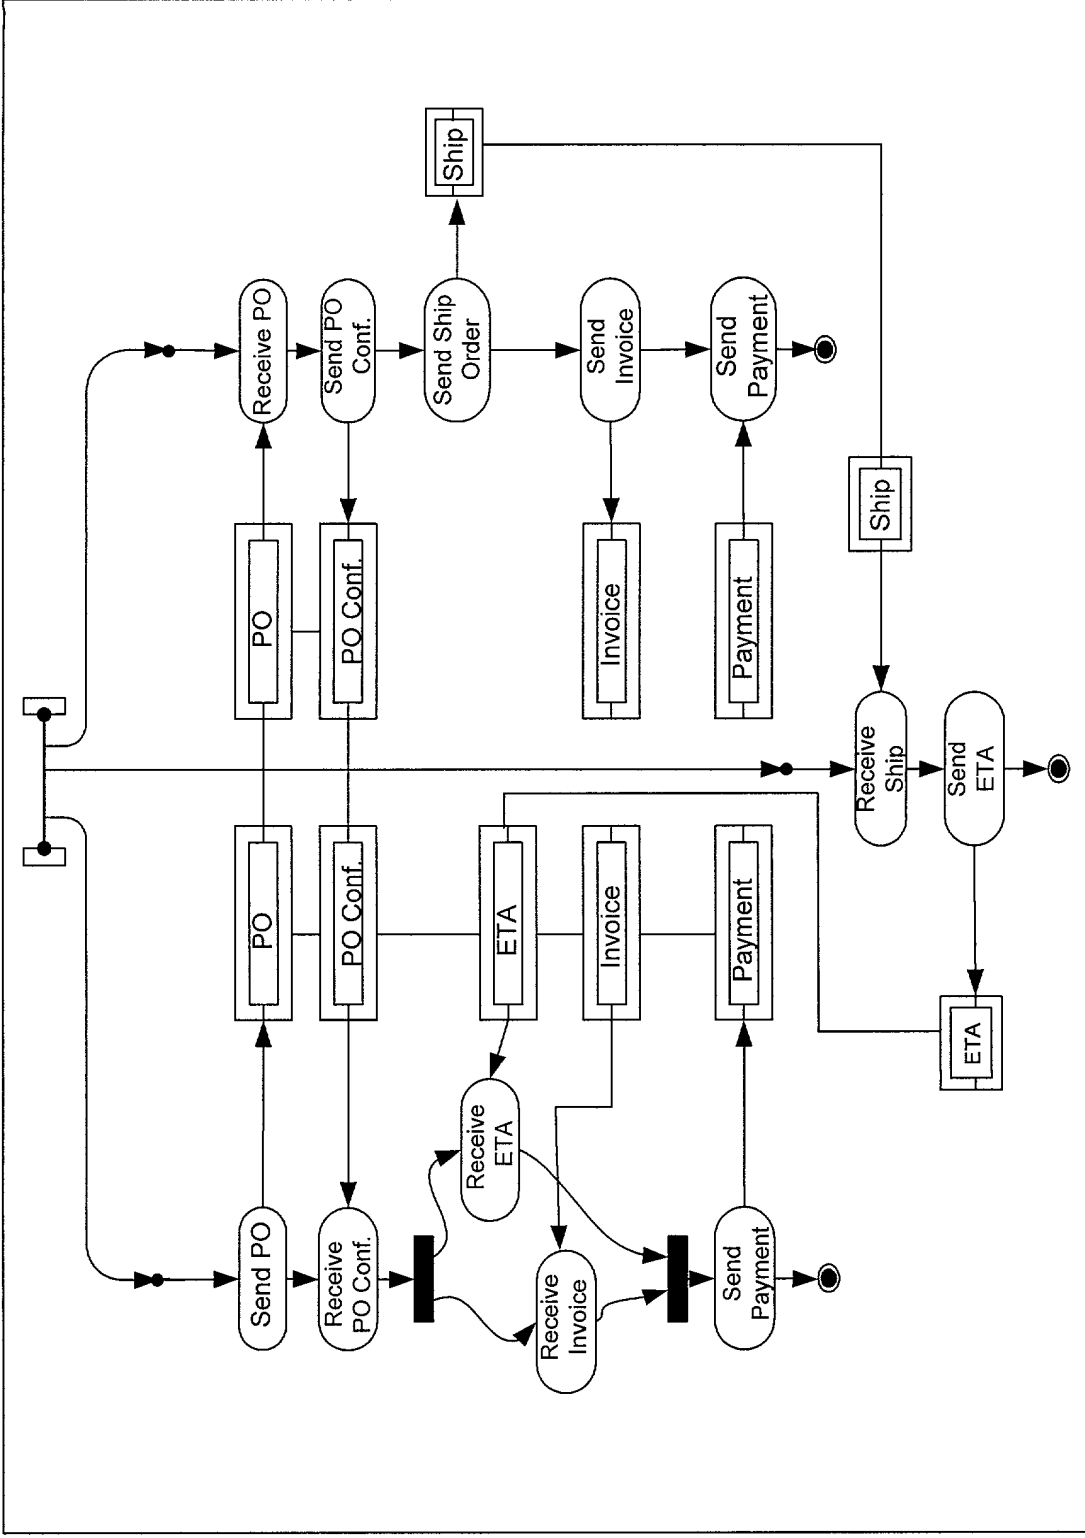 Send PO
PO
PO
Receive PO
Receive
PO Conf.
PO Conf.
PO Conf.
Send PO
Conf.
Send Ship
Order
Ship
Receive
ETA
ETA
Receive
Invoice
Invoice
Invoice
Send
Invoice
Send
Payment
Payment
Payment
Send
Payment
Receive
Ship
Ship
ETA
Send
ETA